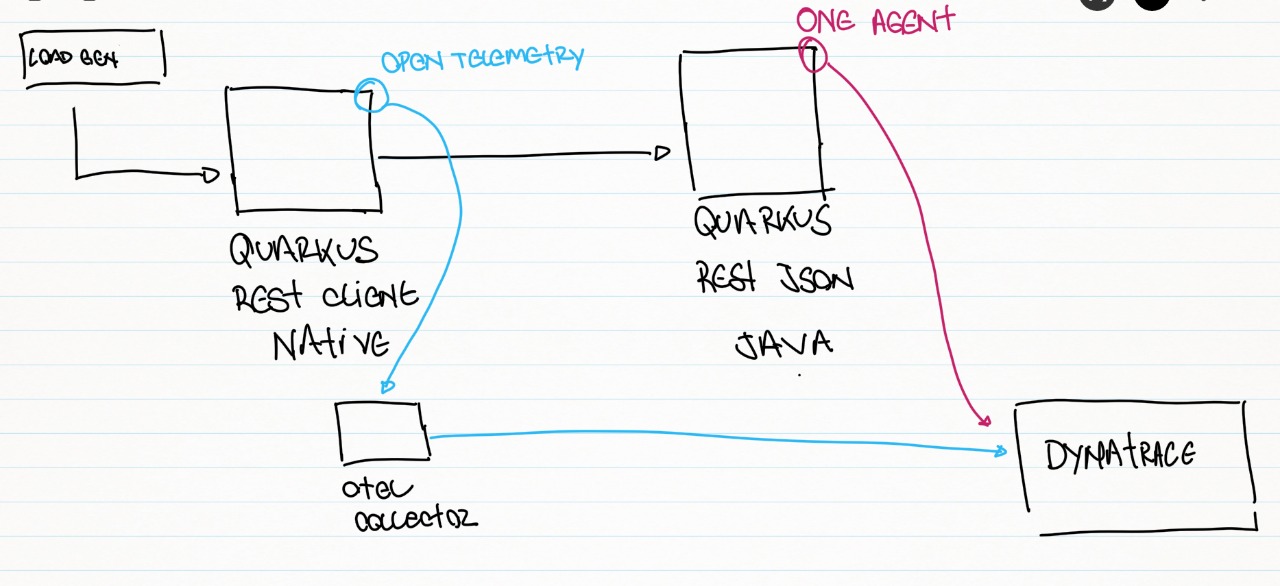 ONE AGENT
LOAD GEN
OPEN TELEMETRY
QUARKUS
REST CLIENT
NATIVE
QUARKUS
REST JSON
JAVA
DYNATRACE
OTEL
COLLECTOR